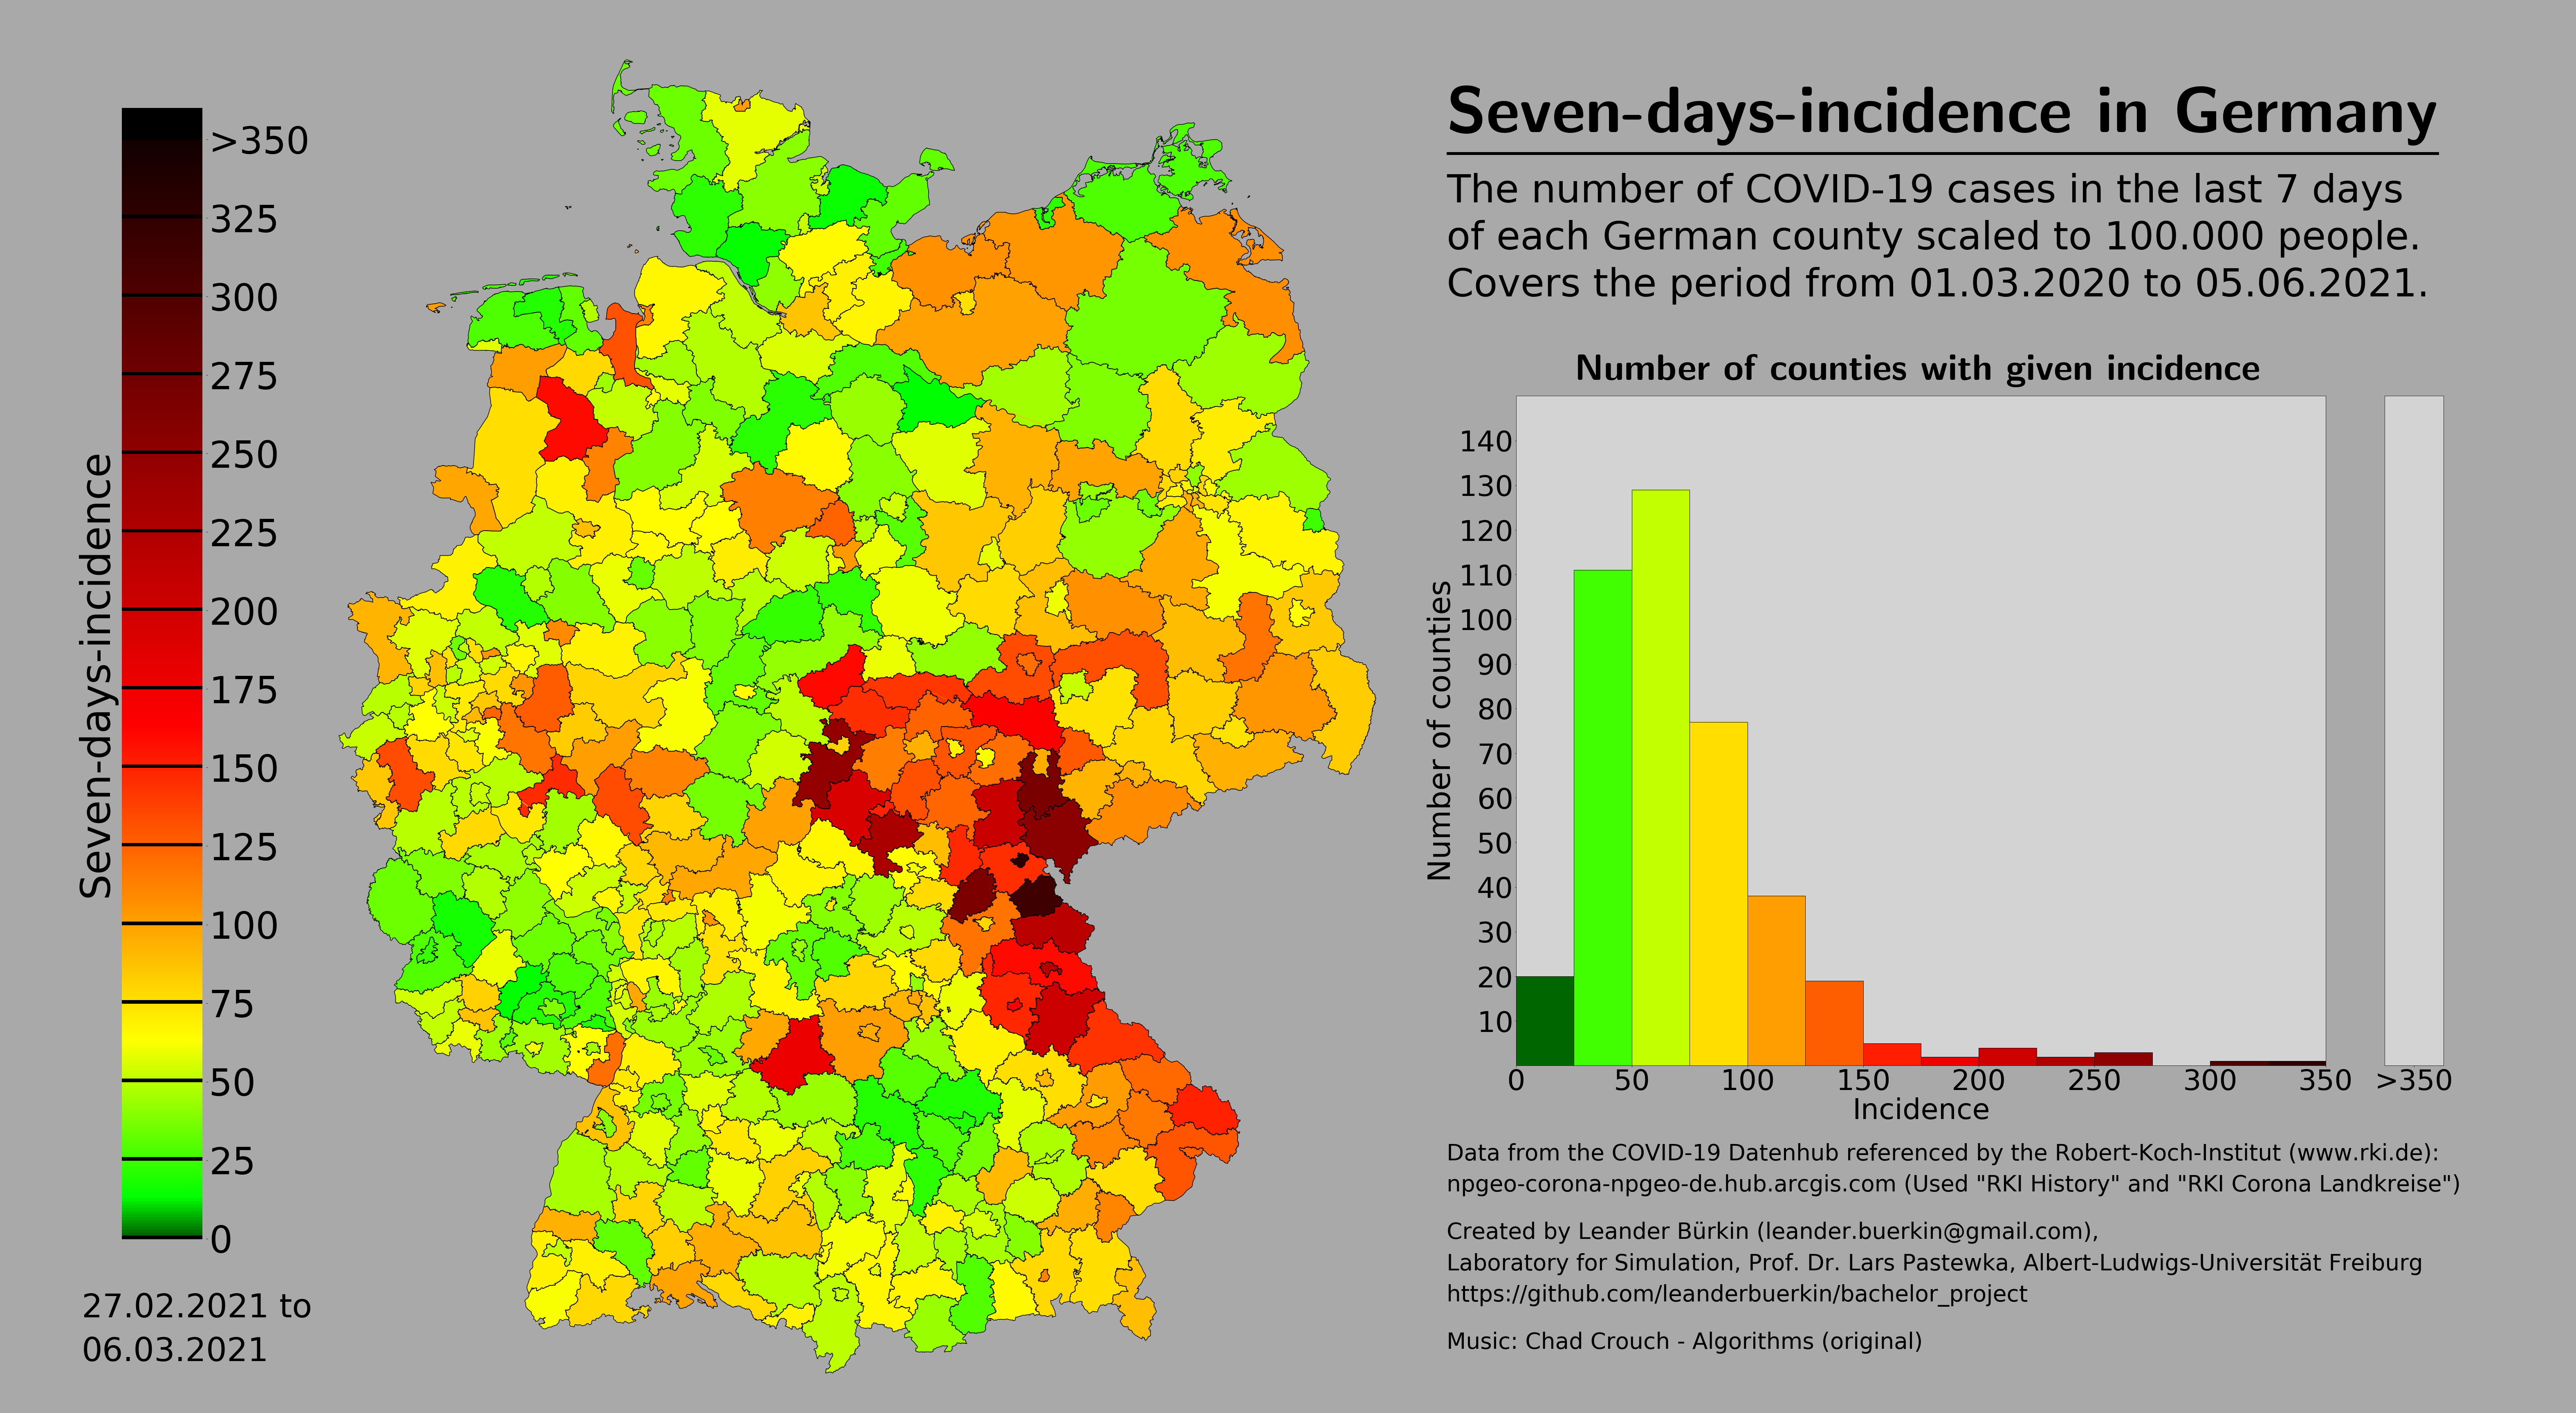 Seven-days-incidence in Germany
The number of COVID-19 cases in the last 7 days
of each German county scaled to 100.000 people.
Covers the period from 01.03.2020 to 05.06.2021.
Seven-days-incidence
>350
325
300
275
250
225
200
175
150
125
100
75
50
25
0
27.02.2021 to
06.03.2021
Number of counties with given incidence
Number of counties
140
130
120
110
100
90
80
70
60
50
40
30
20
10
0 50 100 150 200 250 300 350 >350
Incidence
Data from the COVID-19 Datenhub referenced by the Robert-Koch-Institut (www.rki.de):
npgeo-corona-npgeo-de.hub.arcgis.com (Used "RKI History" and "RKI Corona Landkreise")
Created by Leander Bürkin (leander.buerkin@gmail.com),
Laboratory for Simulation, Prof. Dr. Lars Pastewka, Albert-Ludwigs-Universität Freiburg
https://github.com/leanderbuerkin/bachelor_project
Music: Chad Crouch - Algorithms (original)